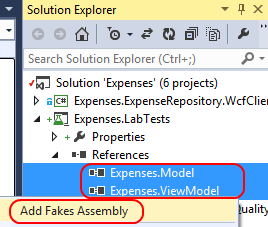 Solution Explorer
Search Solution Explorer (Ctrl+;)
Solution 'Expenses' (6 projects)
Expenses.ExpenseRepository.WcfClien
Expenses.LabTests
Properties
References
Expenses.Model
Expenses.ViewModel
Add Fakes Assembly
Quality